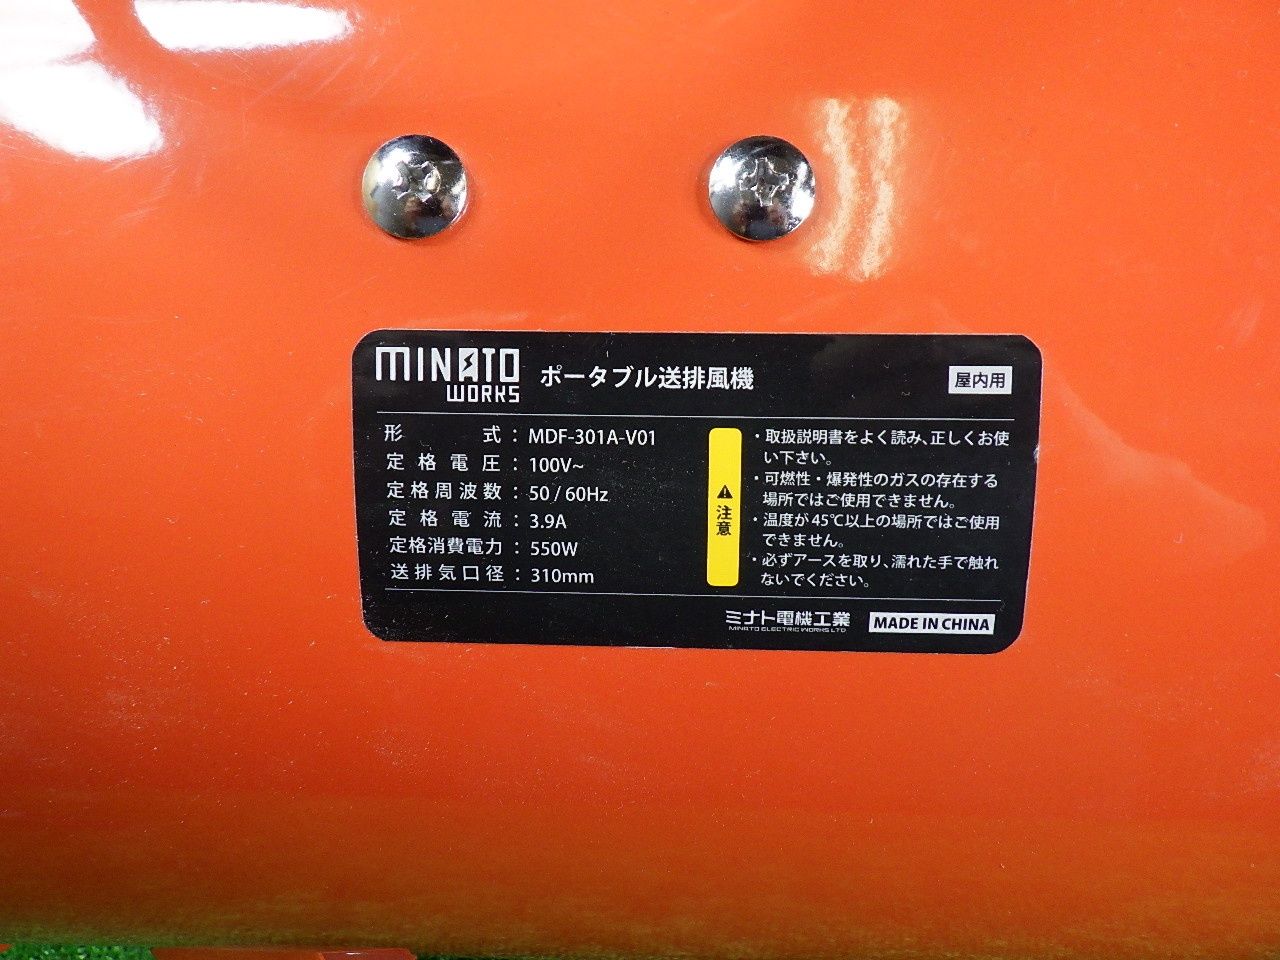 MINATO WORKS ポータブル送排風機 屋内用
形式：MDF-301A-V01
定格電圧：100V~
定格周波数：50 / 60Hz
定格電流：3.9A
定格消費電力：550W
送排気口径：310mm
注意
・取扱説明書をよく読み、正しくお使
い下さい。
・可燃性・爆発性のガスの存在する
場所ではご使用できません。
・温度が45℃以上の場所ではご使用
できません。
・必ずアースを取り、濡れた手で触れ
ないでください。
ミナト電機工業 MADE IN CHINA
MINATO ELECTRIC WORKS LTD